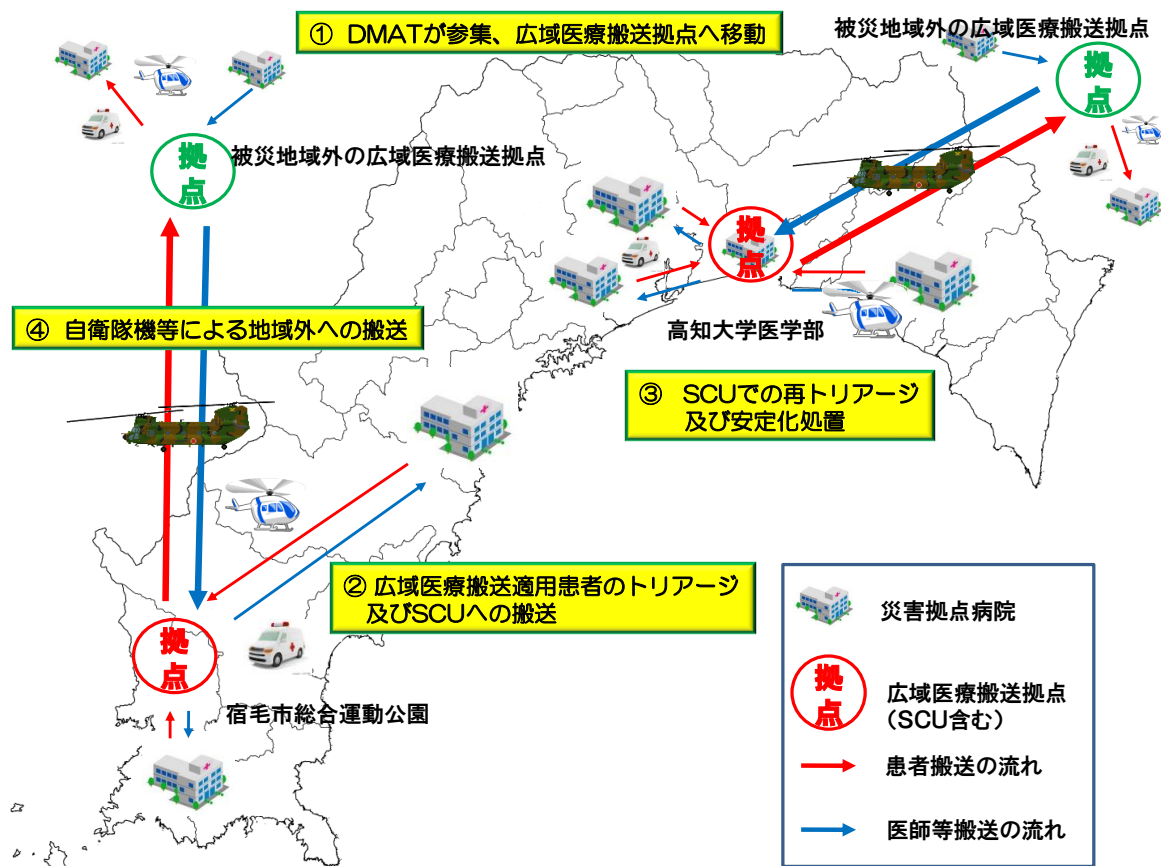 ① DMATが参集、広域医療搬送拠点へ移動
被災地域外の広域医療搬送拠点
拠
点
拠
点
被災地域外の広域医療搬送拠点
拠
点
高知大学医学部
④ 自衛隊機等による地域外への搬送
③ SCUでの再トリアージ
及び安定化処置
② 広域医療搬送適用患者のトリアージ
及びSCUへの搬送
拠
点
宿毛市総合運動公園
災害拠点病院
拠
点
広域医療搬送拠点
(SCU含む)
患者搬送の流れ
医師等搬送の流れ